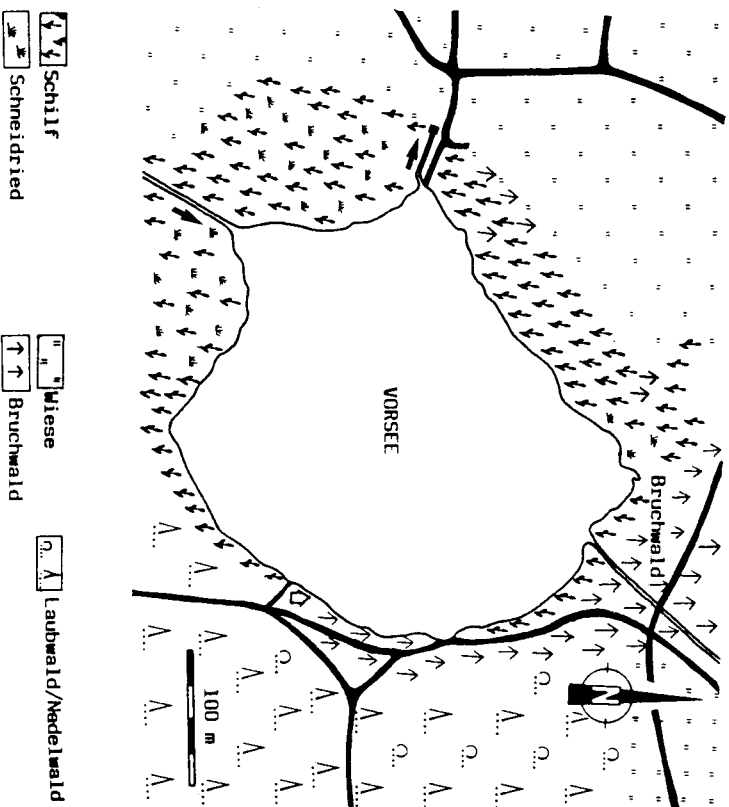 Bruchwald
VORSEE
N
100 m
Schilf
Wiese
Laubwald/Nadelwald
Schneidried
Bruchwald